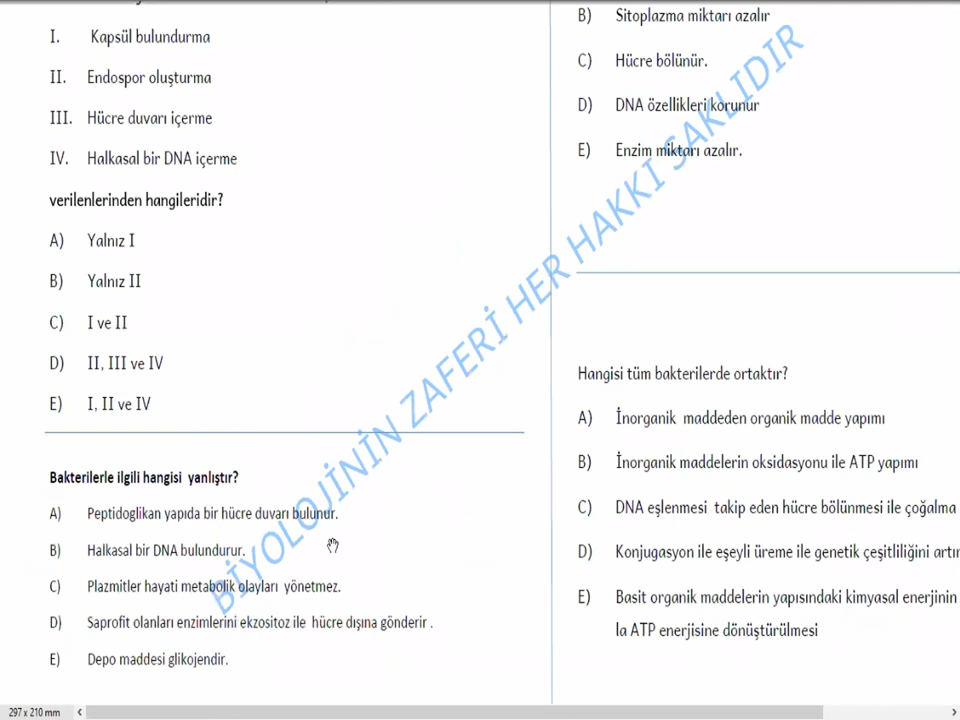 I. Kapsül bulundurma
II. Endospor oluşturma
III. Hücre duvarı içerme
IV. Halkasal bir DNA içerme
verilenlerinden hangileridir?
A) Yalnız I
B) Yalnız II
C) I ve II
D) II, III ve IV
E) I, II ve IV
Bakterilerle ilgili hangisi yanlıştır?
A) Peptidoglikan yapıda bir hücre duvarı bulunur.
B) Halkasal bir DNA bulundurur.
C) Plazmitler hayati metabolik olayları yönetmez.
D) Saprofit olanları enzimlerini ekzositoz ile hücre dışına gönderir .
E) Depo maddesi glikojendir.
B) Sitoplazma miktarı azalır
C) Hücre bölünür.
D) DNA özellikleri korunur
E) Enzim miktarı azalır.
Hangisi tüm bakterilerde ortaktır?
A) İnorganik maddeden organik madde yapımı
B) İnorganik maddelerin oksidasyonu ile ATP yapımı
C) DNA eşlenmesi takip eden hücre bölünmesi ile çoğalma
D) Konjugasyon ile eşeyli üreme ile genetik çeşitliliğini
E) Basit organik maddelerin yapısındaki kimyasal enerjinin
la ATP enerjisine dönüştürülmesi
BİYOLOJİNİN ZAFERİ HER HAKKI SAKLIDIR
297 x 210 mm